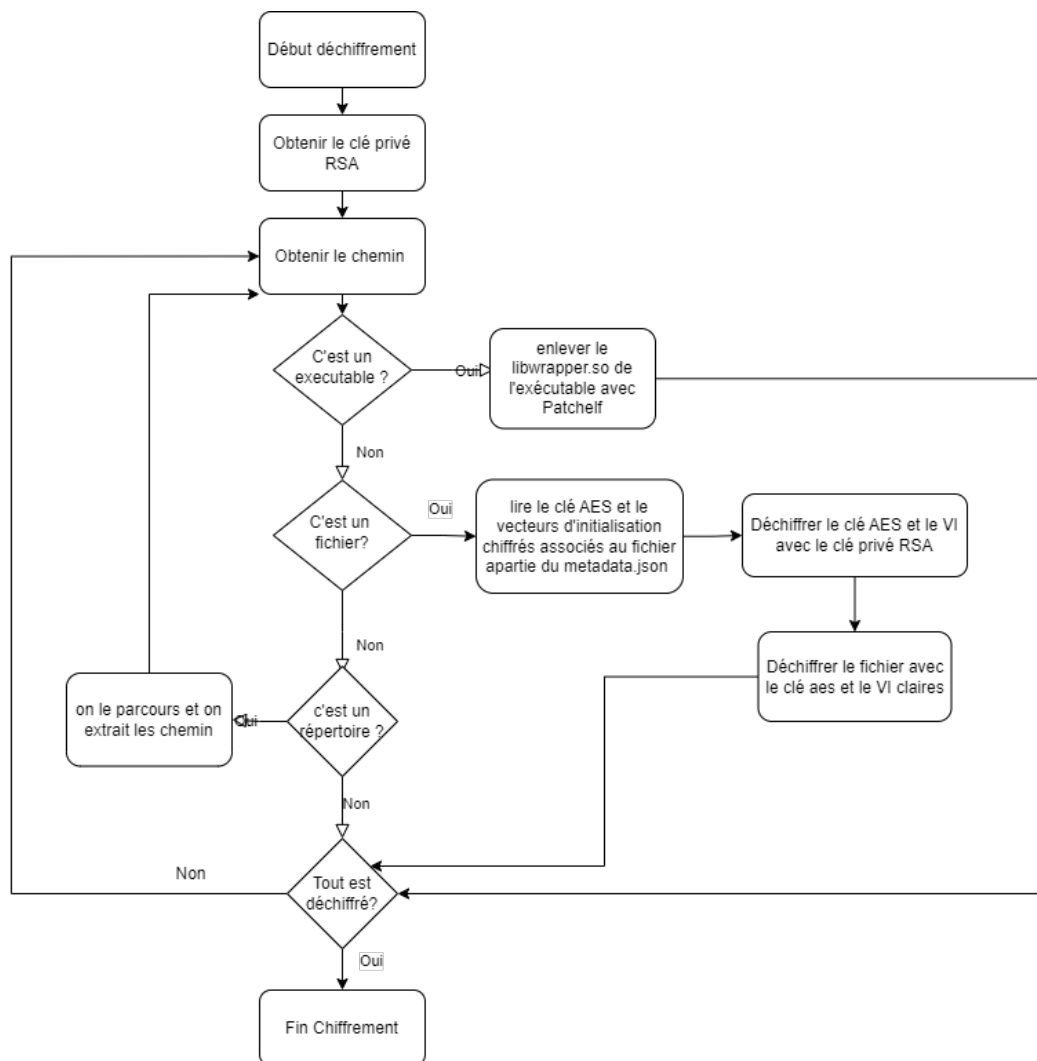 Début déchiffrement
Obtenir le clé privé
RSA
Obtenir le chemin
C'est un
executable ?
Oui
enlever le
libwrapper.so de
l'exécutable avec
Patchelf
Non
C'est un
fichier?
Oui
lire le clé AES et le
vecteurs d'initialisation
chiffrés associés au fichier
apartie du metadata.json
Déchiffrer le clé AES et le VI
avec le clé privé RSA
Non
Déchiffrer le fichier avec
le clé aes et le VI claires
on le parcours et on
extrait les chemin
Oui
c'est un
répertoire ?
Non
Non
Tout est
déchiffré?
Oui
Fin Chiffrement